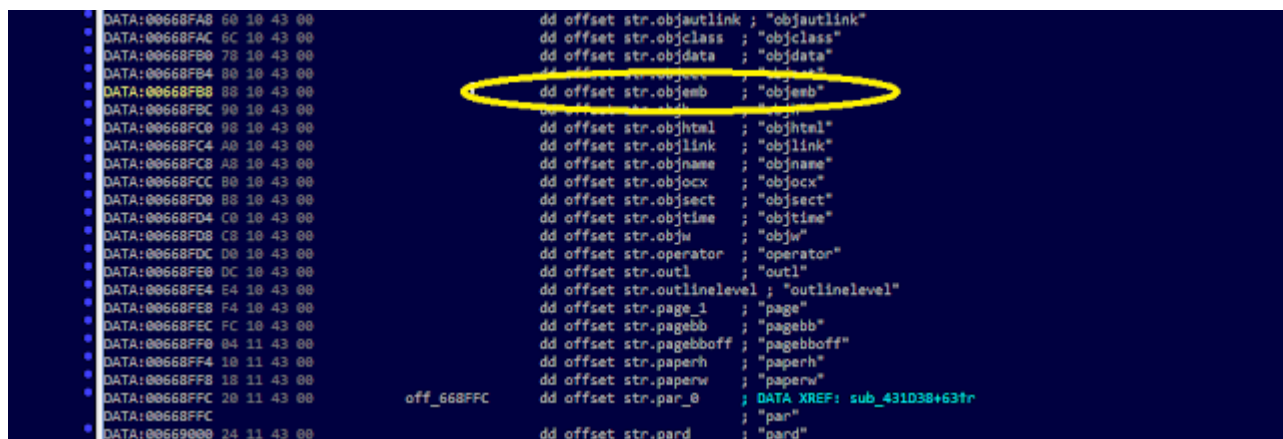 DATA:00668FA8 60 10 43 00 dd offset str.objautlink ; "objautlink"
DATA:00668FAC 6C 10 43 00 dd offset str.objclass ; "objclass"
DATA:00668FB0 78 10 43 00 dd offset str.objdata ; "objdata"
DATA:00668FB4 80 10 43 00 dd offset
DATA:00668FB8 88 10 43 00 dd offset str.objemb ; "objemb"
DATA:00668FBC 90 10 43 00 dd offset
DATA:00668FC0 98 10 43 00 dd offset str.objhtml ; "objhtml"
DATA:00668FC4 A0 10 43 00 dd offset str.objlink ; "objlink"
DATA:00668FC8 A8 10 43 00 dd offset str.objname ; "objname"
DATA:00668FCC B0 10 43 00 dd offset str.objocx ; "objocx"
DATA:00668FD0 B8 10 43 00 dd offset str.objsect ; "objsect"
DATA:00668FD4 C0 10 43 00 dd offset str.objtime ; "objtime"
DATA:00668FD8 C8 10 43 00 dd offset str.objw ; "objw"
DATA:00668FDC D0 10 43 00 dd offset str.operator ; "operator"
DATA:00668FE0 DC 10 43 00 dd offset str.outl ; "outl"
DATA:00668FE4 E4 10 43 00 dd offset str.outlinelevel ; "outlinelevel"
DATA:00668FE8 F4 10 43 00 dd offset str.page_1 ; "page"
DATA:00668FEC FC 10 43 00 dd offset str.pagebb ; "pagebb"
DATA:00668FF0 04 11 43 00 dd offset str.pagebboff ; "pagebboff"
DATA:00668FF4 10 11 43 00 dd offset str.paperh ; "paperh"
DATA:00668FF8 18 11 43 00 dd offset str.paperw ; "paperw"
DATA:00668FFC 20 11 43 00 off_668FFC dd offset str.par_0 ; DATA XREF: sub_431D38+63↑r
DATA:00668FFC ; "par"
DATA:00669000 24 11 43 00 dd offset str.pard ; "pard"